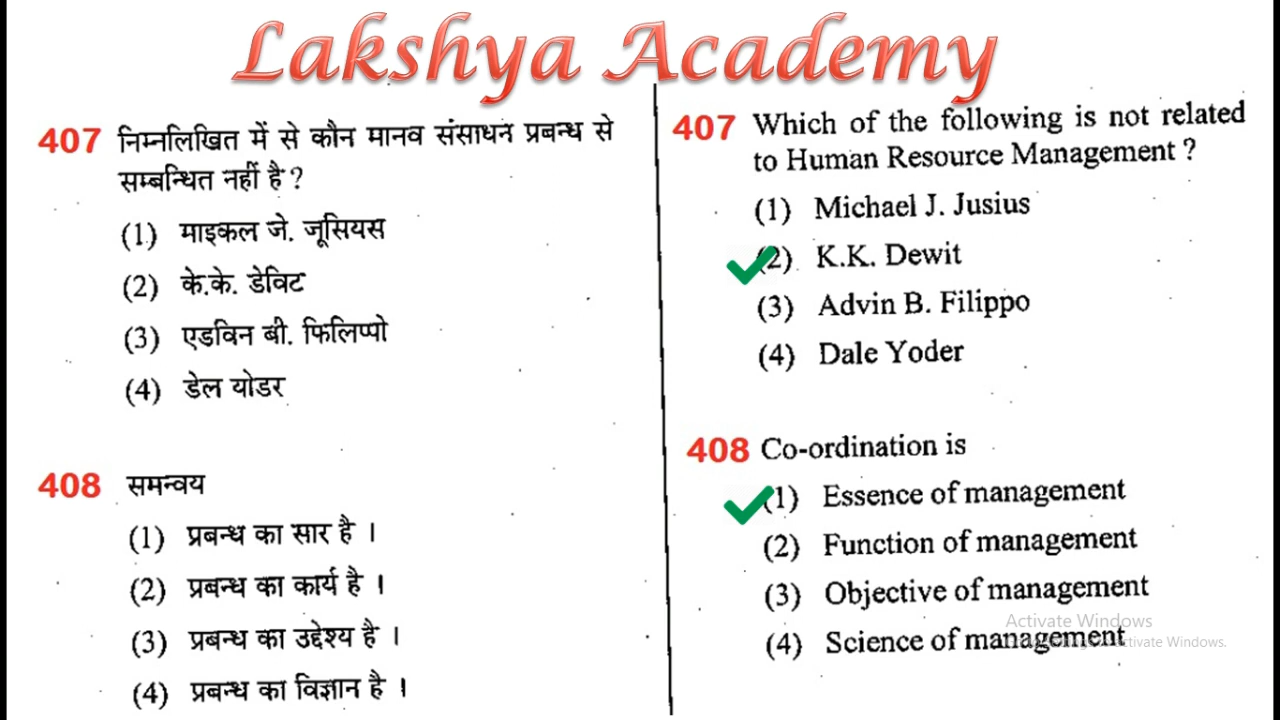 Lakshya Academy
407 निम्नलिखित में से कौन मानव संसाधन प्रबन्ध से
सम्बन्धित नहीं है ?
(1) माइकल जे. जूसियस
(2) के.के. डेविट
(3) एडविन बी. फिलिप्पो
(4) डेल योडर
408 समन्वय
(1) प्रबन्ध का सार है ।
(2) प्रबन्ध का कार्य है ।
(3) प्रबन्ध का उद्देश्य है ।
(4) प्रबन्ध का विज्ञान है ।
407 Which of the following is not related
to Human Resource Management ?
(1) Michael J. Jusius
(2) K.K. Dewit
(3) Advin B. Filippo
(4) Dale Yoder
408 Co-ordination is
(1) Essence of management
(2) Function of management
(3) Objective of management
Activate Windows
(4) Science of management
activate Windows.